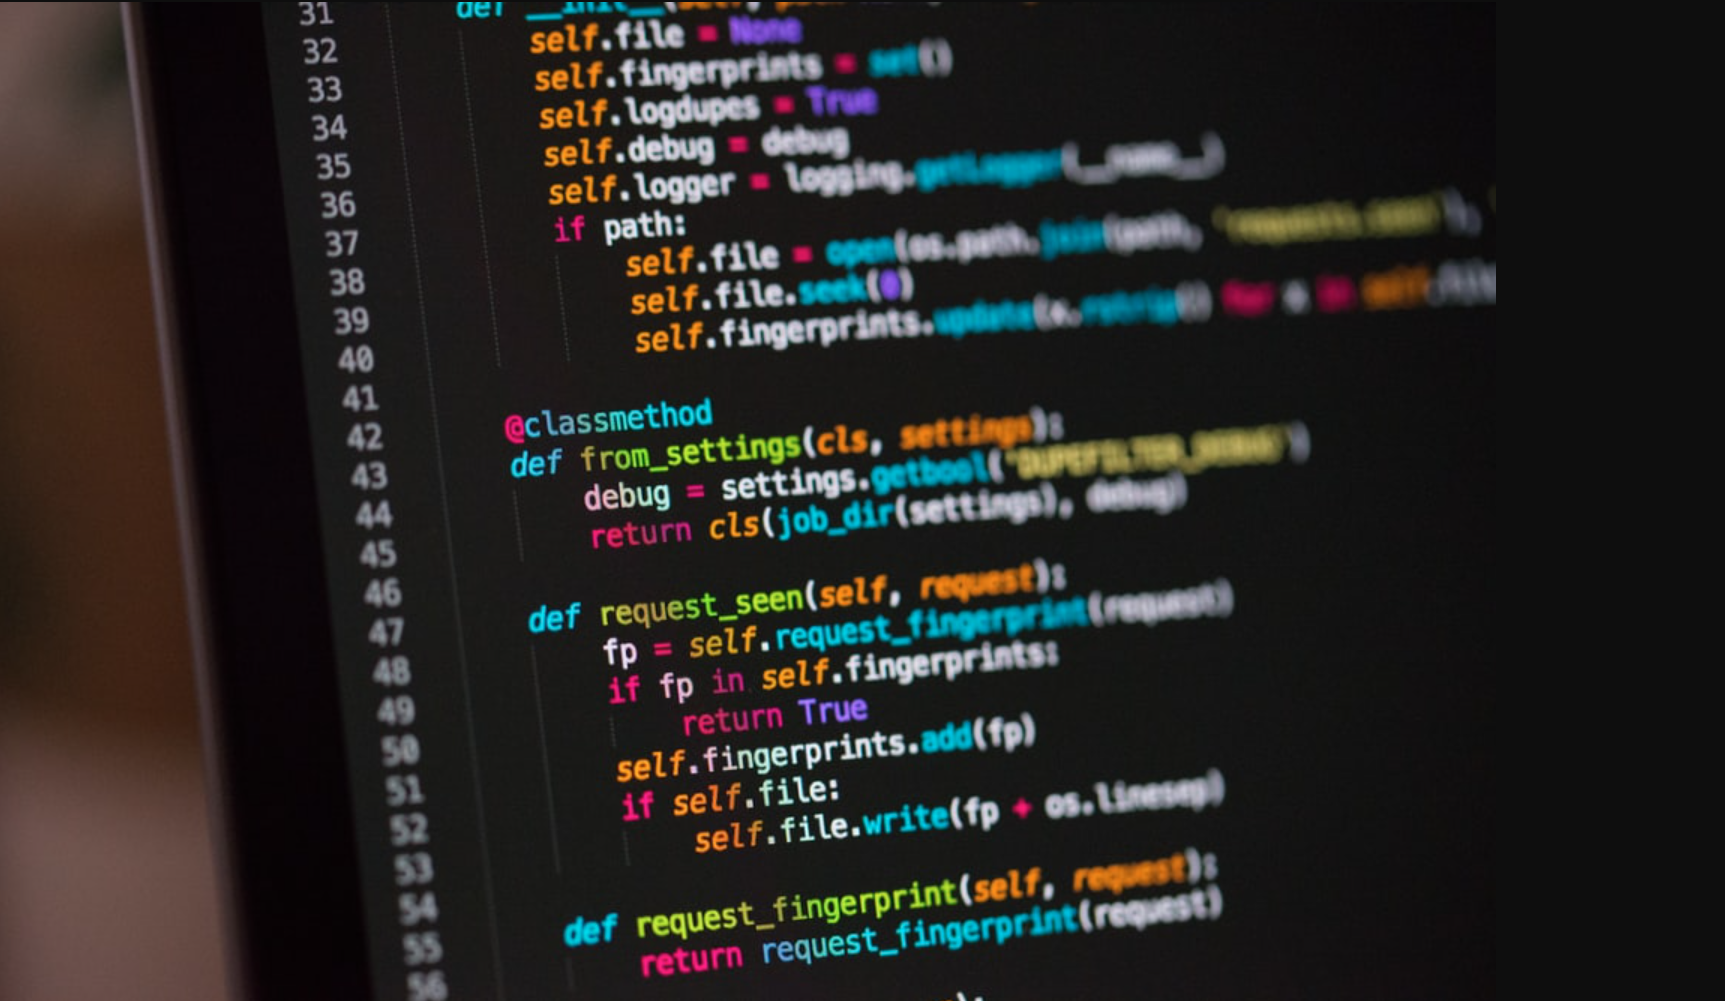 31 def __init__(self,
32 self.file = None
33 self.fingerprints = set()
34 self.logdupes = True
35 self.debug = debug
36 self.logger = logging.getLogger(__name__)
37 if path:
38 self.file = open(os.path.join(path, 'requests.seen'),
39 self.file.seek(0)
40 self.fingerprints.update(x.rstrip() for x in self.
41
42 @classmethod
43 def from_settings(cls, settings):
44 debug = settings.getbool('DUPEFILTER_DEBUG')
45 return cls(job_dir(settings), debug)
46
47 def request_seen(self, request):
48 fp = self.request_fingerprint(request)
49 if fp in self.fingerprints:
50 return True
51 self.fingerprints.add(fp)
52 if self.file:
53 self.file.write(fp + os.linesep)
54
55 def request_fingerprint(self, request):
56 return request_fingerprint(request)